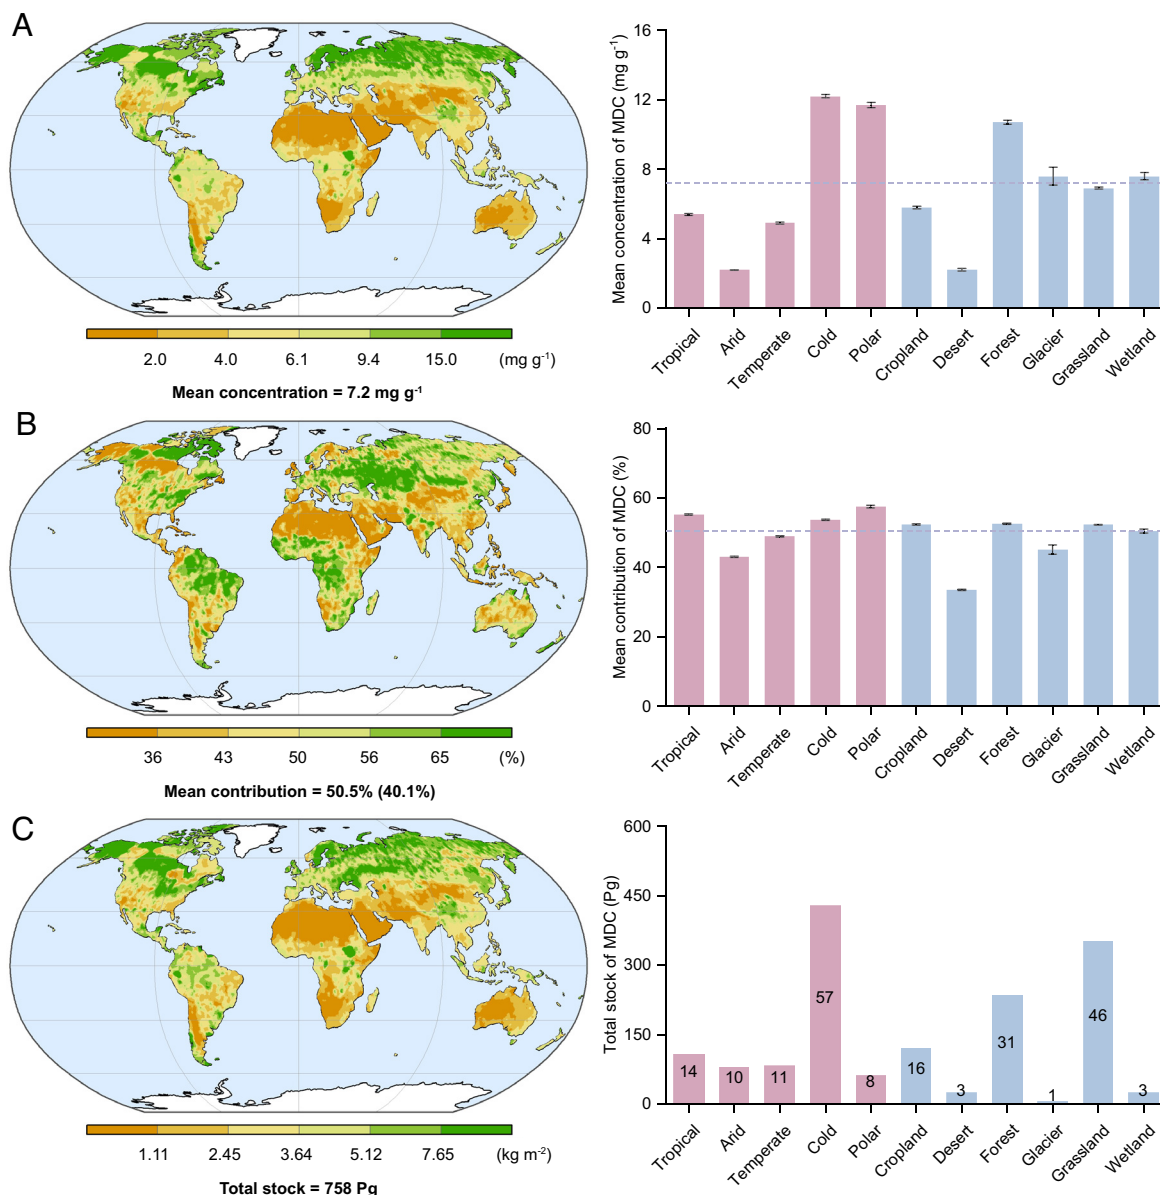 A
2.0 4.0 6.1 9.4 15.0 (mg g-1)
Mean concentration = 7.2 mg g-1
Mean concentration of MDC (mg g-1)
16
12
8
4
0
Tropical
Arid
Temperate
Cold
Polar
Cropland
Desert
Forest
Glacier
Grassland
Wetland
B
36 43 50 56 65 (%)
Mean contribution = 50.5% (40.1%)
Mean contribution of MDC (%)
80
60
40
20
0
Tropical
Arid
Temperate
Cold
Polar
Cropland
Desert
Forest
Glacier
Grassland
Wetland
C
1.11 2.45 3.64 5.12 7.65 (kg m-2)
Total stock = 758 Pg
Total stock of MDC (Pg)
600
450
300
150
0
14 10 11 57 8 16 3 31 1 46 3
Tropical
Arid
Temperate
Cold
Polar
Cropland
Desert
Forest
Glacier
Grassland
Wetland